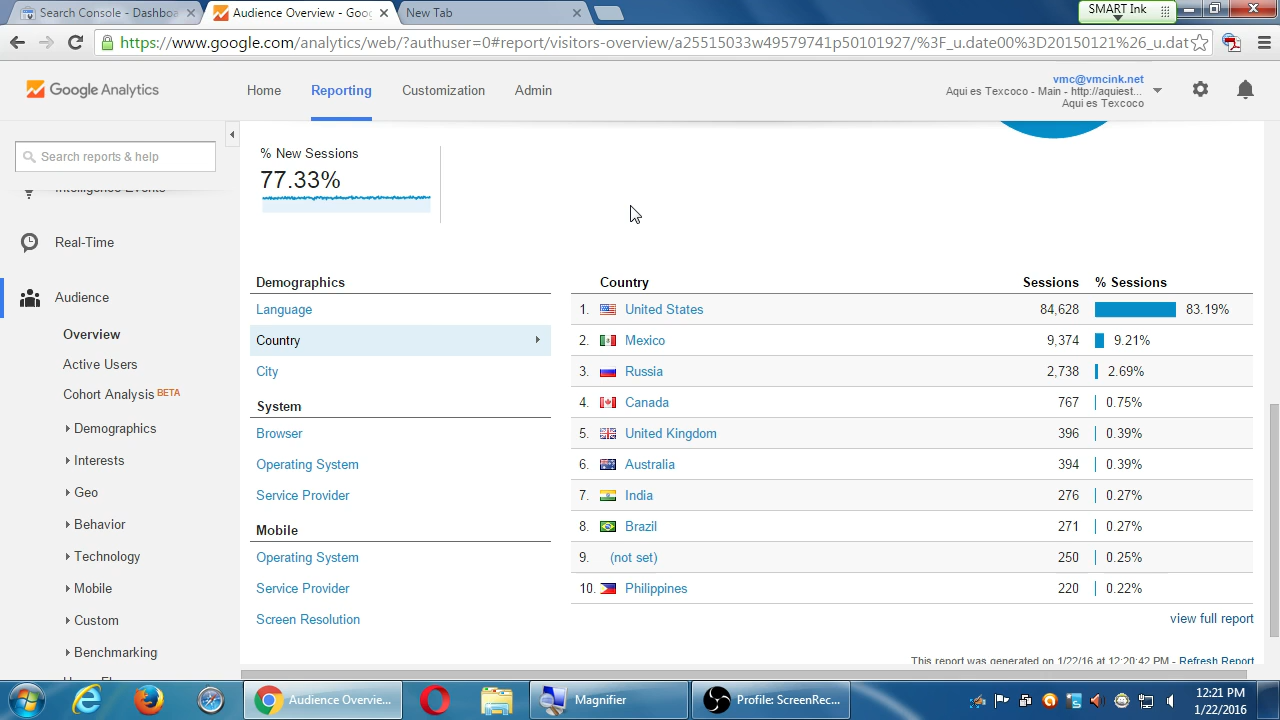 Search Console - Dashboa
Audience Overview - Goog
New Tab
SMART Ink
https://www.google.com/analytics/web/?authuser=0#report/visitors-overview/a25515033w49579741p50101927/%3F_u.date00%3D20150121%26_u.dat
Google Analytics
Home
Reporting
Customization
Admin
vmc@vmcink.net
Aqui es Texcoco - Main - http://aquiest...
Aqui es Texcoco
Search reports & help
Intelligence Events
Real-Time
Audience
Overview
Active Users
Cohort Analysis BETA
Demographics
Interests
Geo
Behavior
Technology
Mobile
Custom
Benchmarking
% New Sessions
77.33%
Demographics
Language
Country
City
System
Browser
Operating System
Service Provider
Mobile
Operating System
Service Provider
Screen Resolution
Country Sessions % Sessions
1. United States 84,628 83.19%
2. Mexico 9,374 9.21%
3. Russia 2,738 2.69%
4. Canada 767 0.75%
5. United Kingdom 396 0.39%
6. Australia 394 0.39%
7. India 276 0.27%
8. Brazil 271 0.27%
9. (not set) 250 0.25%
10. Philippines 220 0.22%
view full report
This report was generated on 1/22/16 at 12:20:42 PM - Refresh Report
Audience Overvie...
Magnifier
Profile: ScreenRec...
12:21 PM
1/22/2016